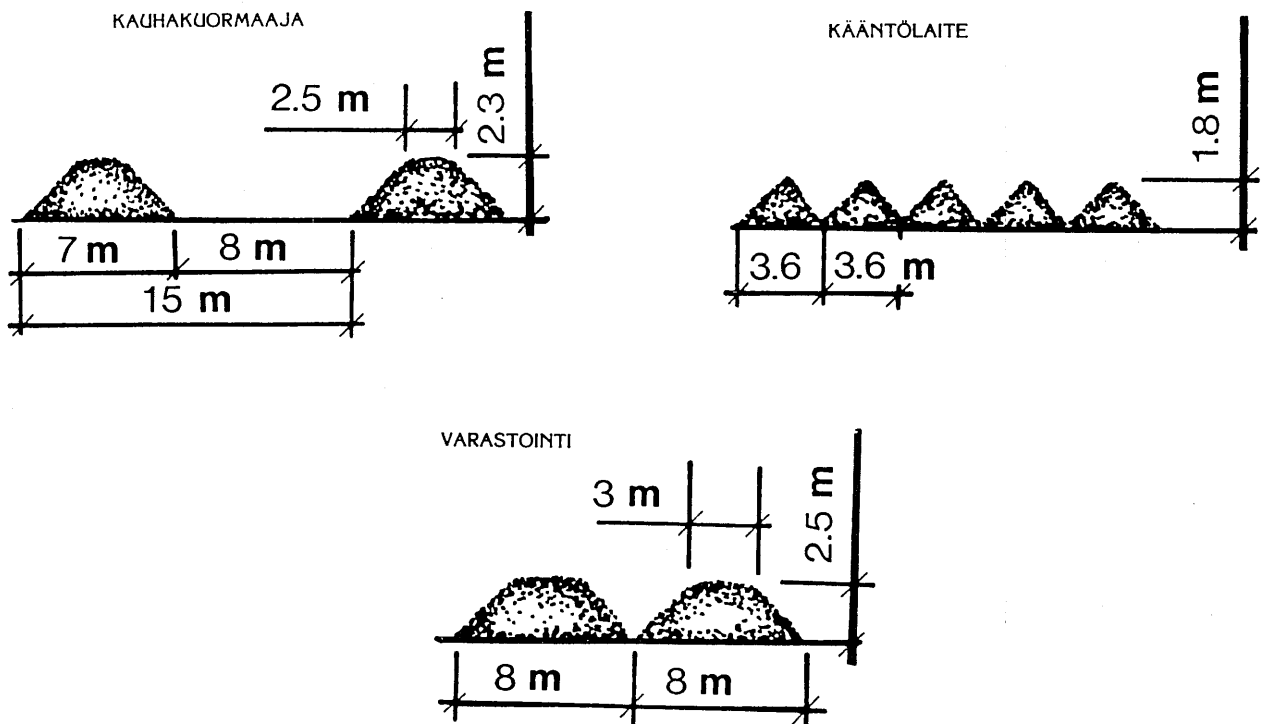 KAUHAKUORMAAJA
2.5 m
2.3 m
7 m
8 m
15 m
KÄÄNTÖLAITE
1.8 m
3.6
3.6 m
VARASTOINTI
3 m
2.5 m
8 m
8 m